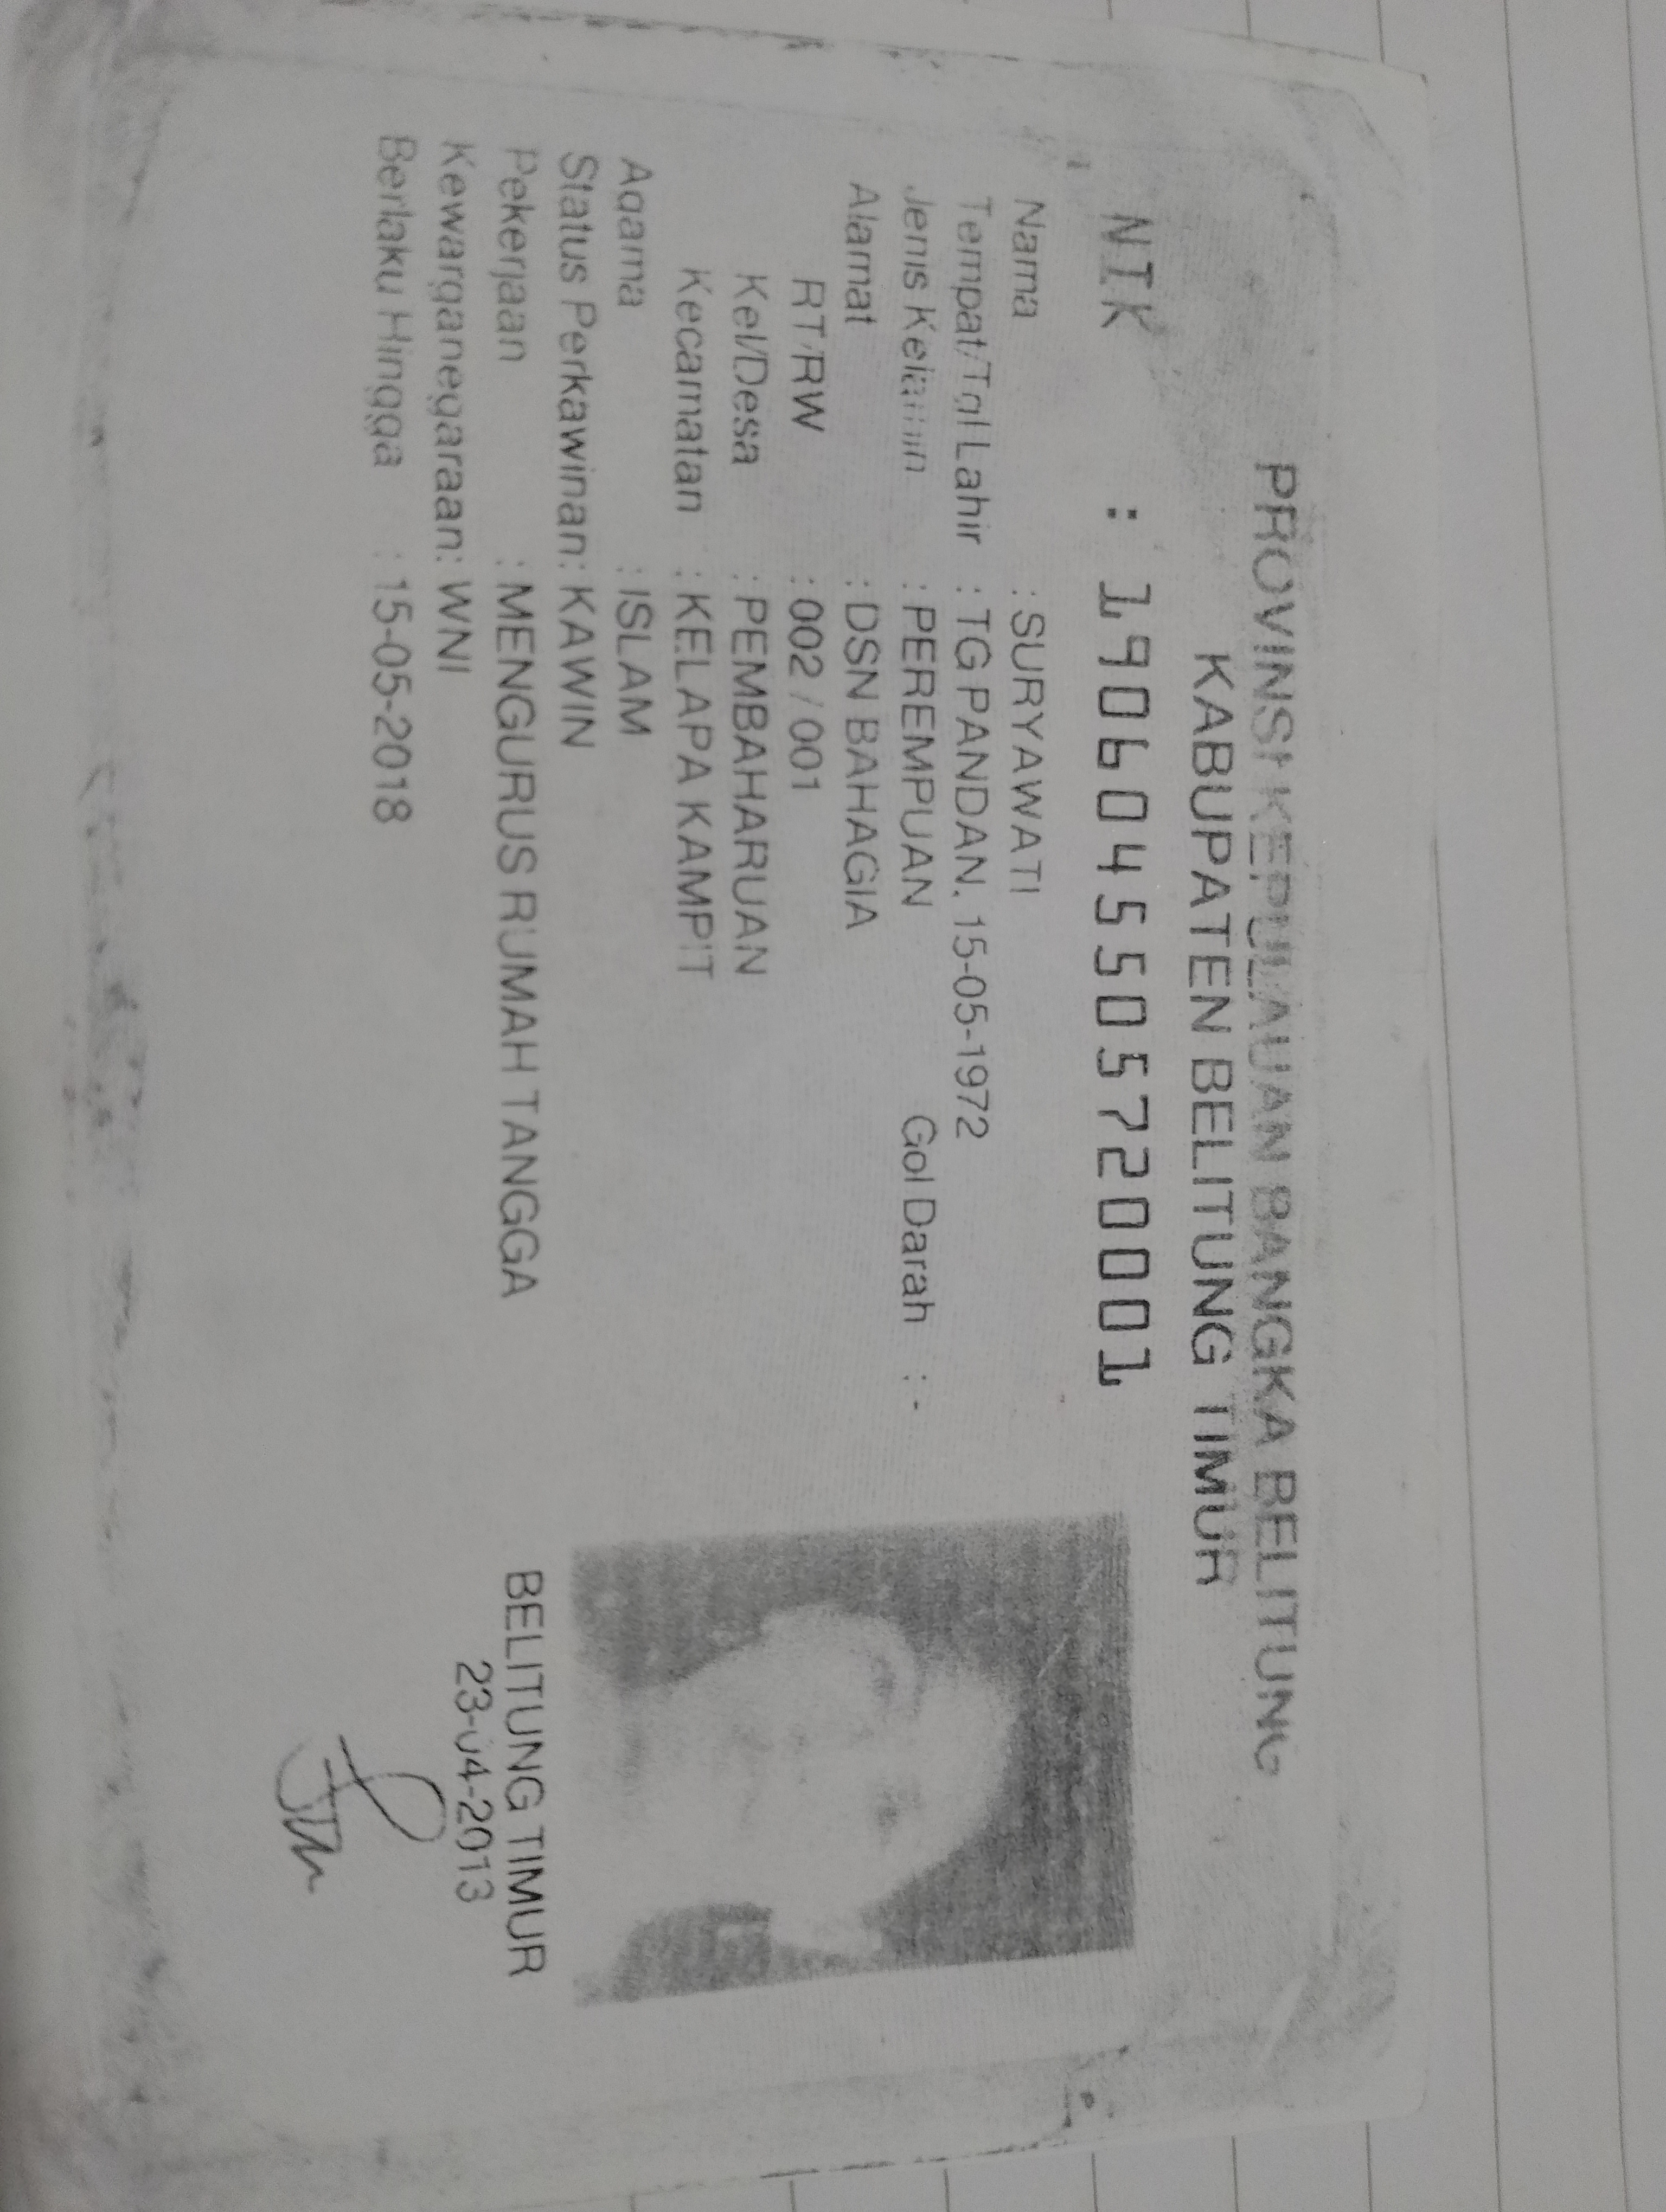 PROVINSI KEPULAUAN BANGKA BELITUNG
KABUPATEN BELITUNG TIMUR
NIK : 1906045505720001
Nama : SURYAWATI
Tempat/Tgl Lahir : TG PANDAN, 15-05-1972
Jenis Kelamin : PEREMPUAN Gol Darah : -
Alamat : DSN BAHAGIA
RT/RW : 002 / 001
Kel/Desa : PEMBAHARUAN
Kecamatan : KELAPA KAMPIT
Agama : ISLAM
Status Perkawinan: KAWIN
Pekerjaan : MENGURUS RUMAH TANGGA
Kewarganegaraan: WNI
Berlaku Hingga : 15-05-2018
BELITUNG TIMUR
23-04-2013